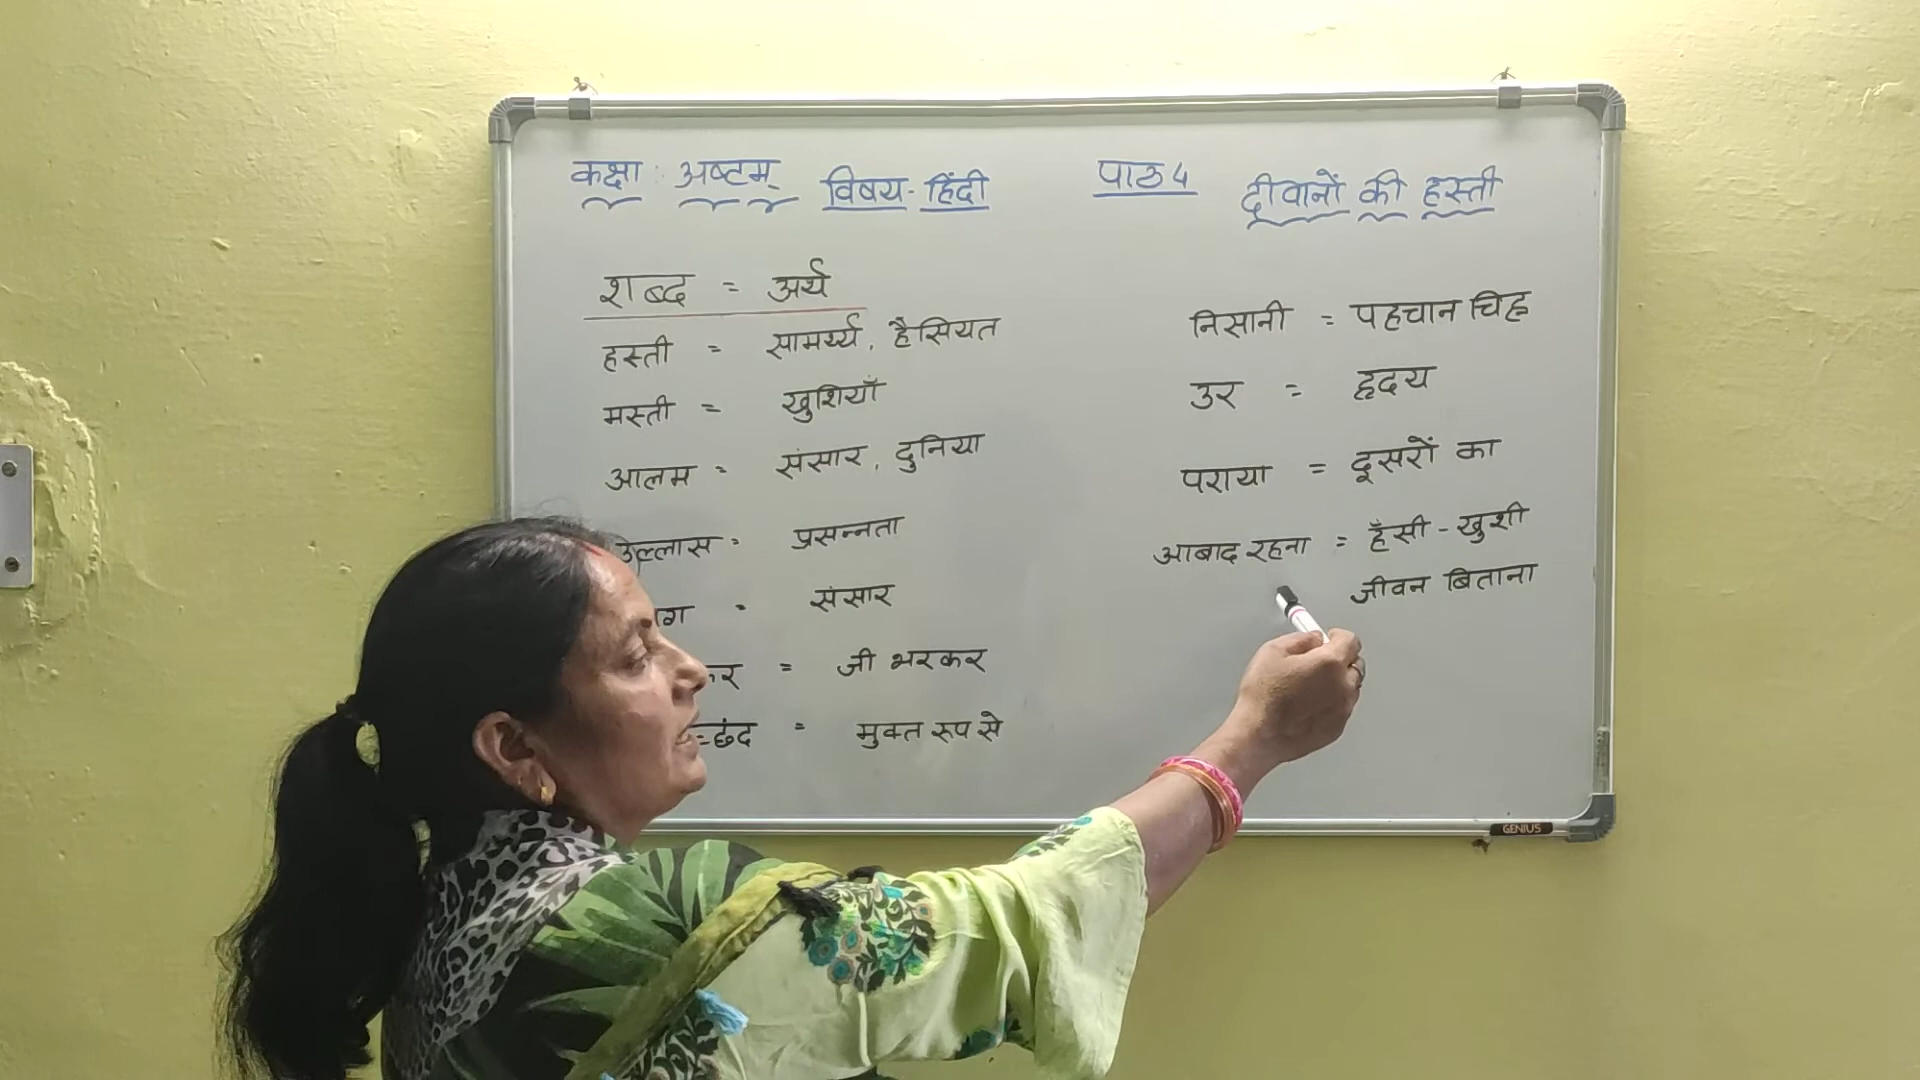 कक्षा : अष्टम् विषय - हिंदी
पाठ 4 दीवानों की हस्ती
शब्द = अर्थ
हस्ती = सामर्थ्य, हैसियत
मस्ती = खुशियाँ
आलम = संसार, दुनिया
उल्लास = प्रसन्नता
= संसार
= जी भरकर
= मुक्त रूप से
निसानी = पहचान चिह्न
उर = हृदय
पराया = दूसरों का
आबाद रहना = हँसी - खुशी
जीवन बिताना
GENIUS